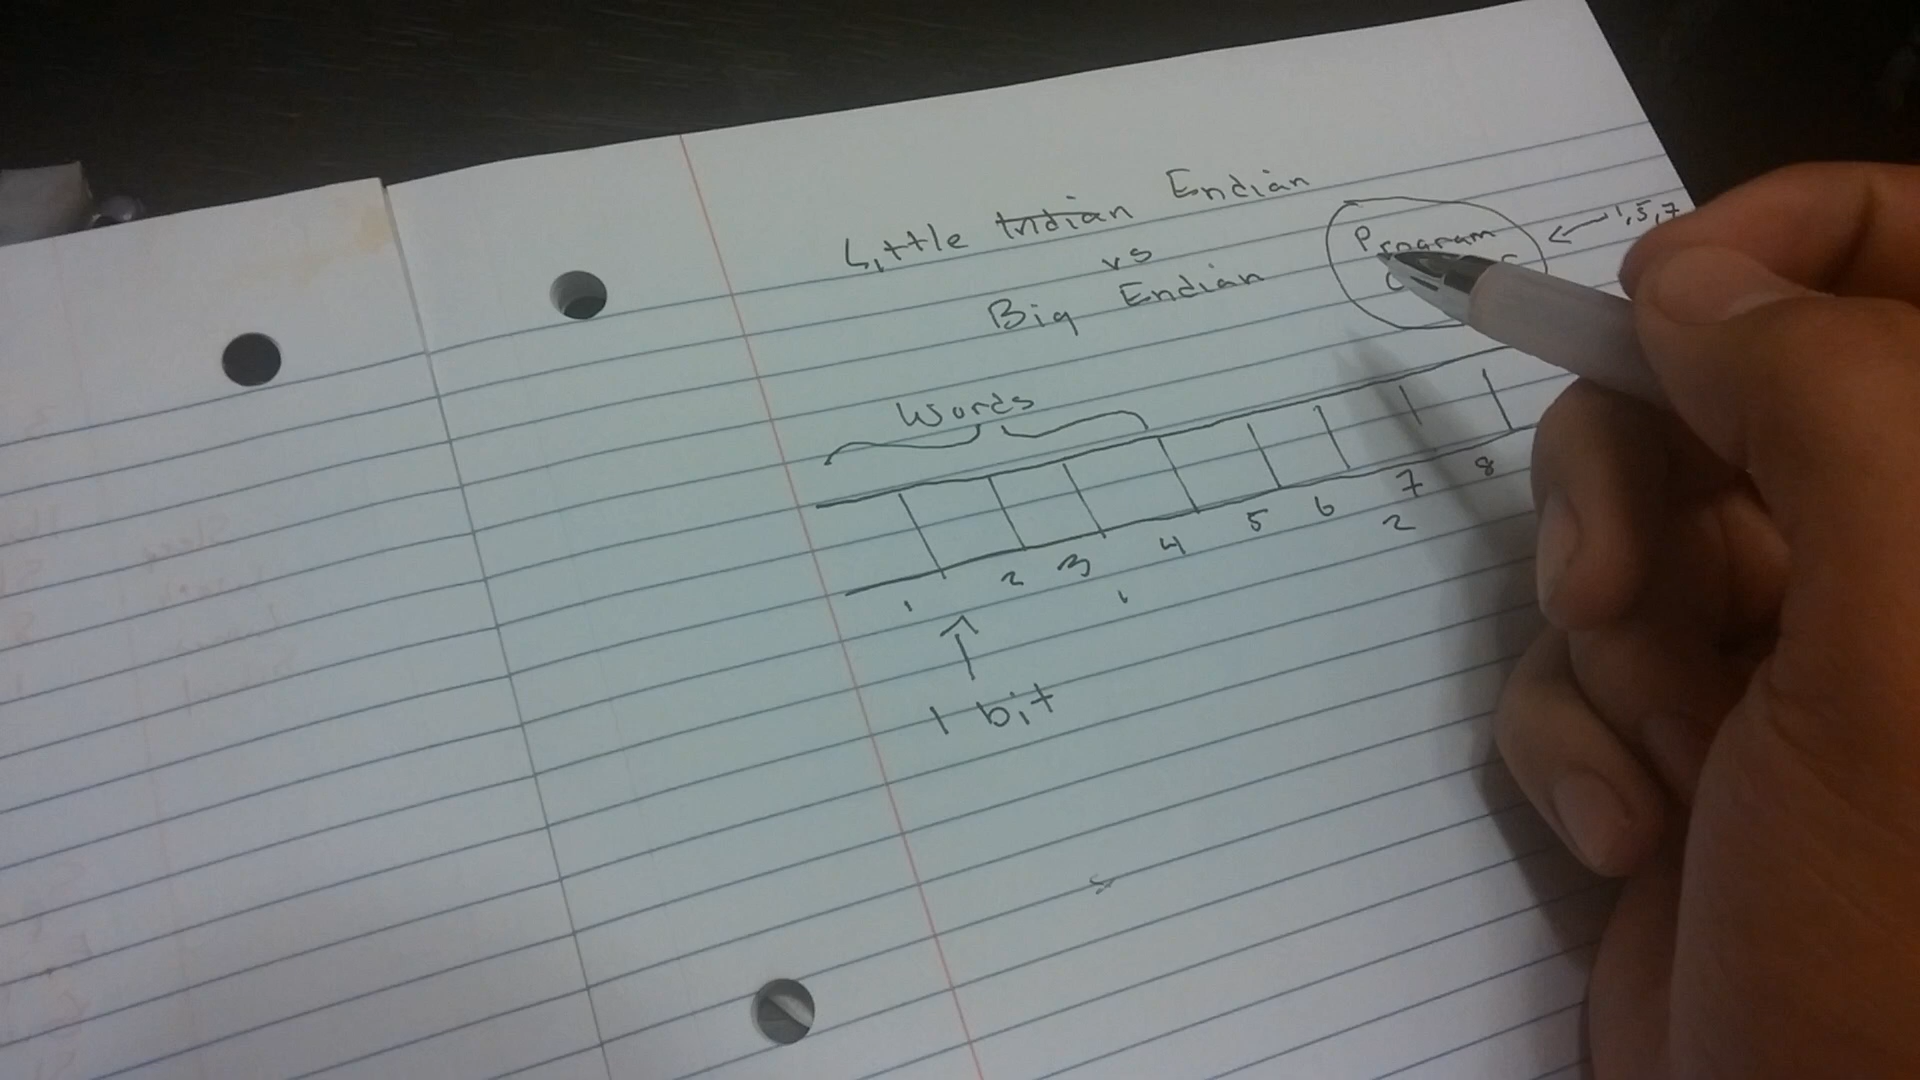 Little Indian Endian
vs
Big Endian
Program
1,5,7
Words
1 2 3 4 5 6 7 8
1 2
1 bit